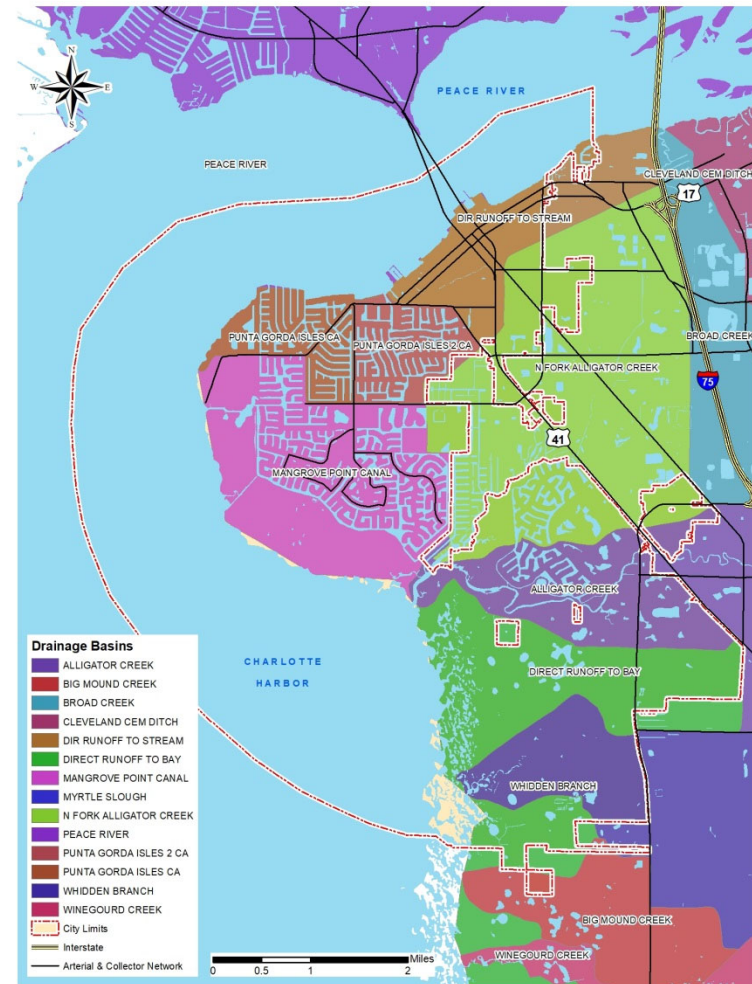 N
W
E
S
PEACE RIVER
PEACE RIVER
CLEVELAND CEM DITCH
17
DIR RUNOFF TO STREAM
PUNTA GORDA ISLES CA
PUNTA GORDA ISLES 2 CA
BROAD CREEK
N FORK ALLIGATOR CREEK
75
41
MANGROVE POINT CANAL
ALLIGATOR CREEK
DIRECT RUNOFF TO BAY
CHARLOTTE
HARBOR
WHIDDEN BRANCH
BIG MOUND CREEK
WINEGOURD CREEK
Drainage Basins
ALLIGATOR CREEK
BIG MOUND CREEK
BROAD CREEK
CLEVELAND CEM DITCH
DIR RUNOFF TO STREAM
DIRECT RUNOFF TO BAY
MANGROVE POINT CANAL
MYRTLE SLOUGH
N FORK ALLIGATOR CREEK
PEACE RIVER
PUNTA GORDA ISLES 2 CA
PUNTA GORDA ISLES CA
WHIDDEN BRANCH
WINEGOURD CREEK
City Limits
Interstate
Arterial & Collector Network
Miles
0 0.5 1 2